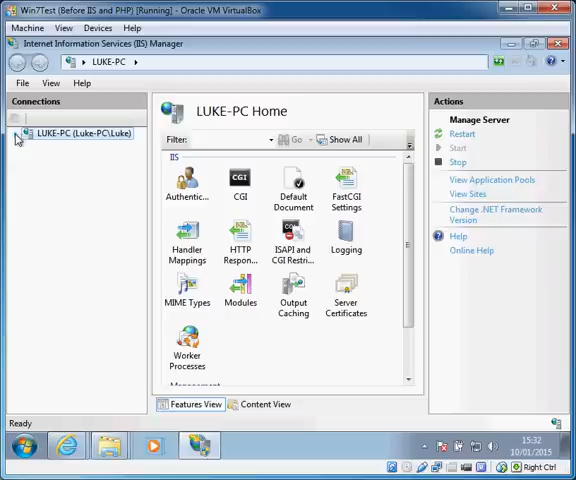 Win7Test (Before IIS and PHP) [Running] - Oracle VM VirtualBox
Machine View Devices Help
Internet Information Services (IIS) Manager
LUKE-PC
File View Help
Connections
LUKE-PC (Luke-PC\Luke)
LUKE-PC Home
Filter: Go Show All
IIS
Authentic... CGI Default Document FastCGI Settings
Handler Mappings HTTP Respon... ISAPI and CGI Restri... Logging
MIME Types Modules Output Caching Server Certificates
Worker Processes
Management
Features View Content View
Actions
Manage Server
Restart
Start
Stop
View Application Pools
View Sites
Change .NET Framework
Version
Help
Online Help
Ready
15:32
10/01/2015
Right Ctrl